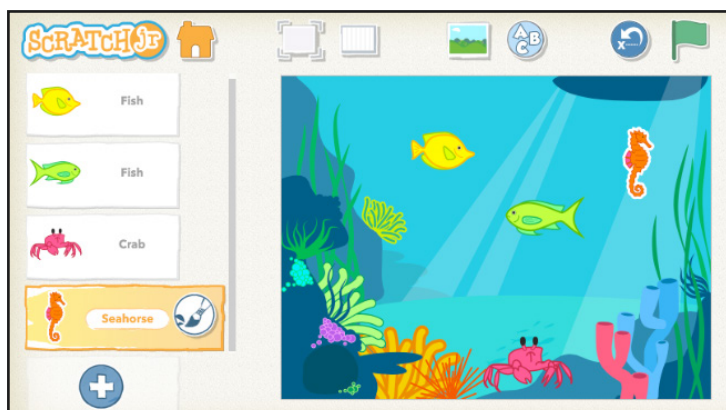 SCRATCHJr
A
B
C
x
Fish
Fish
Crab
Seahorse